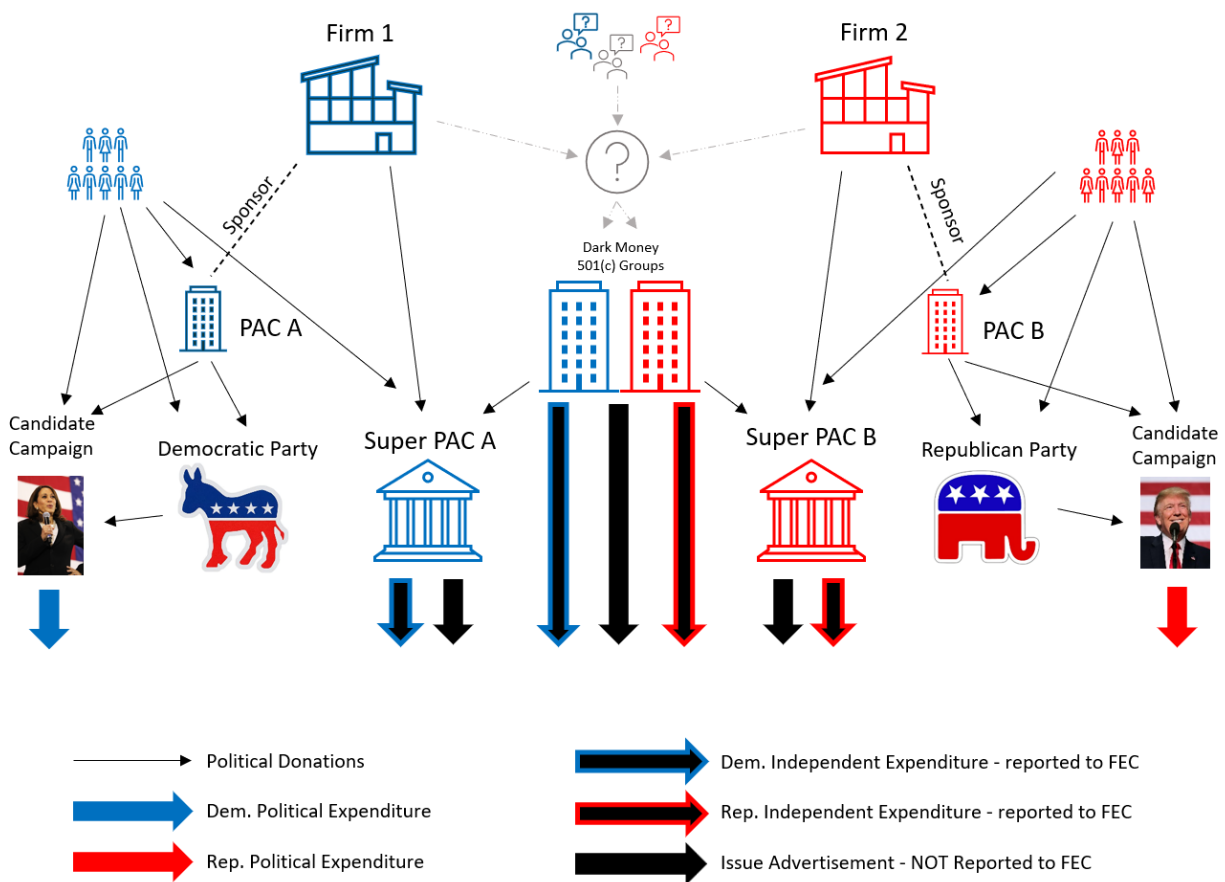 Firm 1
Firm 2
?
?
?
?
Sponsor
Sponsor
Dark Money
501(c) Groups
PAC A
PAC B
Candidate
Campaign
Democratic Party
Super PAC A
Super PAC B
Republican Party
Candidate
Campaign
Political Donations
Dem. Political Expenditure
Rep. Political Expenditure
Dem. Independent Expenditure - reported to FEC
Rep. Independent Expenditure - reported to FEC
Issue Advertisement - NOT Reported to FEC